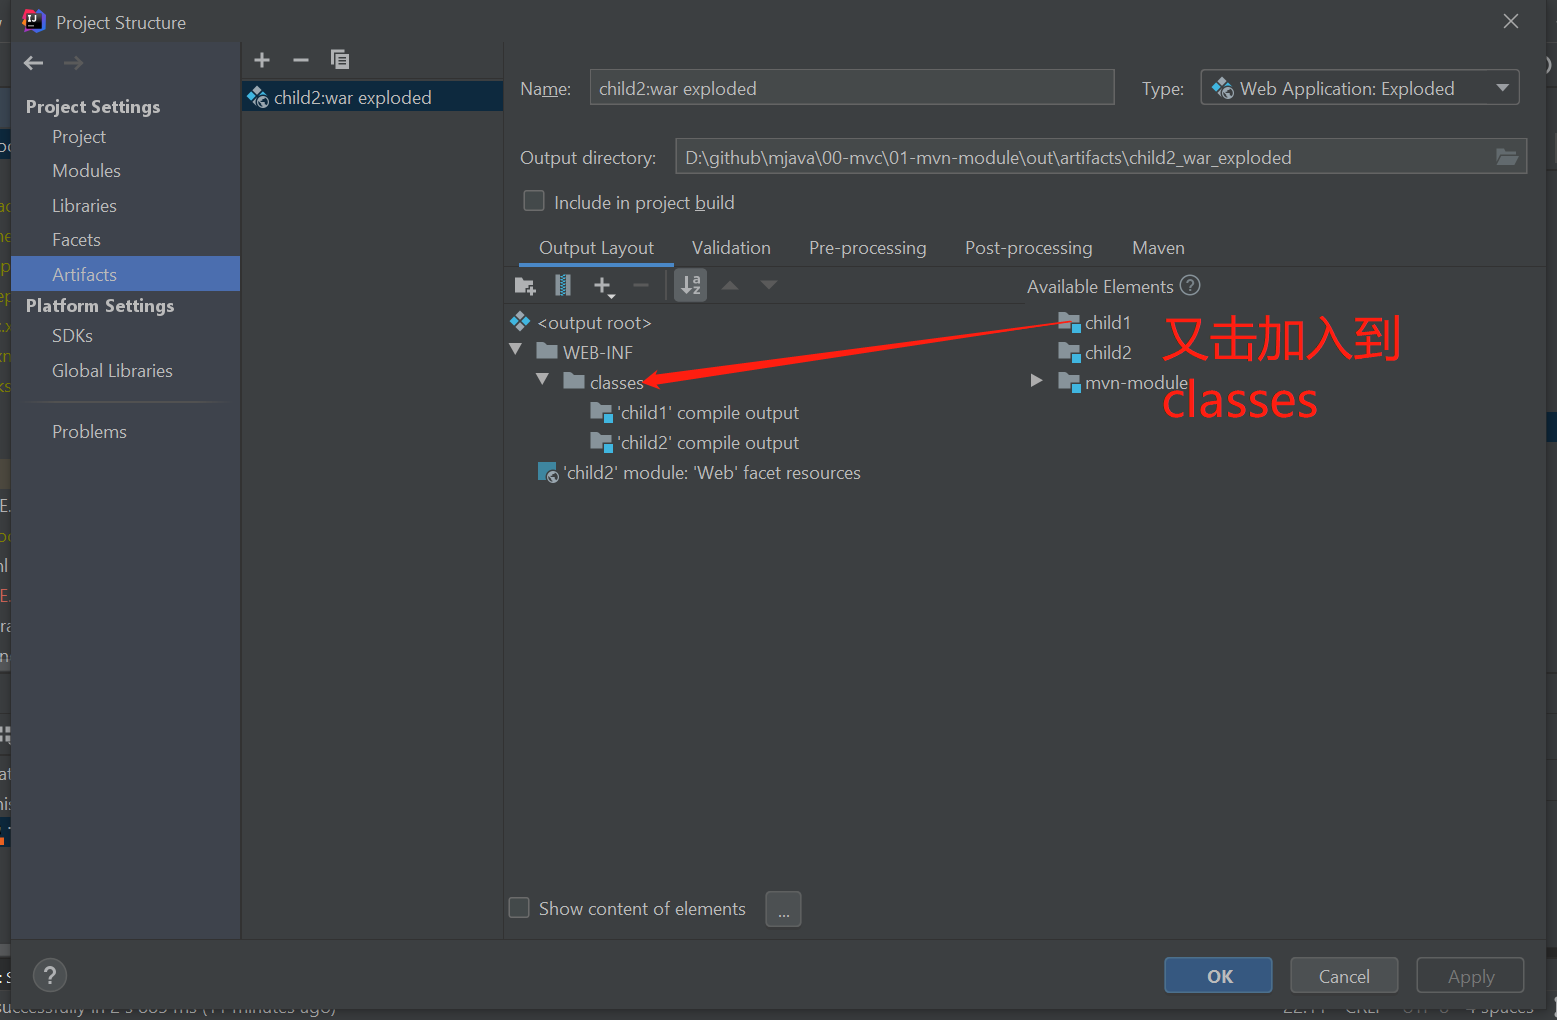 Project Structure
Project Settings
Project
Modules
Libraries
Facets
Artifacts
Platform Settings
SDKs
Global Libraries
Problems
child2:war exploded
Name: child2:war exploded
Type: Web Application: Exploded
Output directory: D:\github\mjava\00-mvc\01-mvn-module\out\artifacts\child2_war_exploded
Include in project build
Output Layout Validation Pre-processing Post-processing Maven
Available Elements
<output root>
WEB-INF
classes
'child1' compile output
'child2' compile output
'child2' module: 'Web' facet resources
child1
child2
mvn-module
又击加入到
classes
Show content of elements ...
OK Cancel Apply